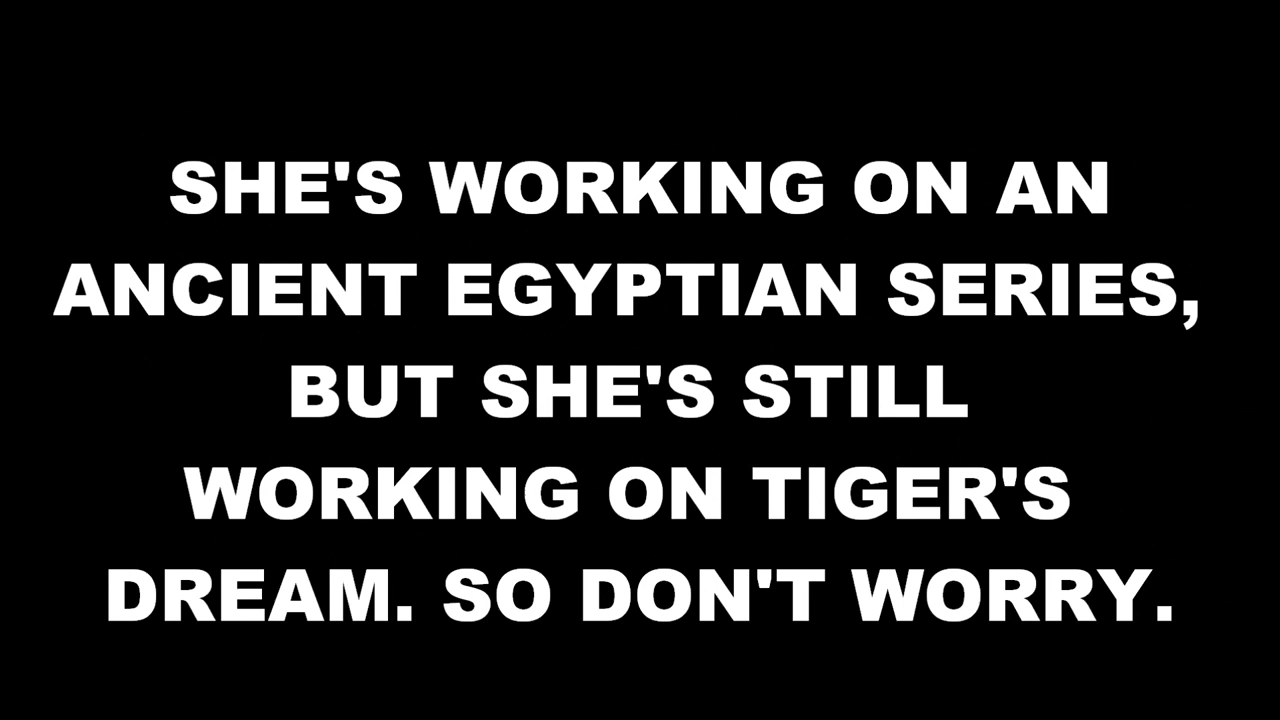 SHE'S WORKING ON AN
ANCIENT EGYPTIAN SERIES,
BUT SHE'S STILL
WORKING ON TIGER'S
DREAM. SO DON'T WORRY.